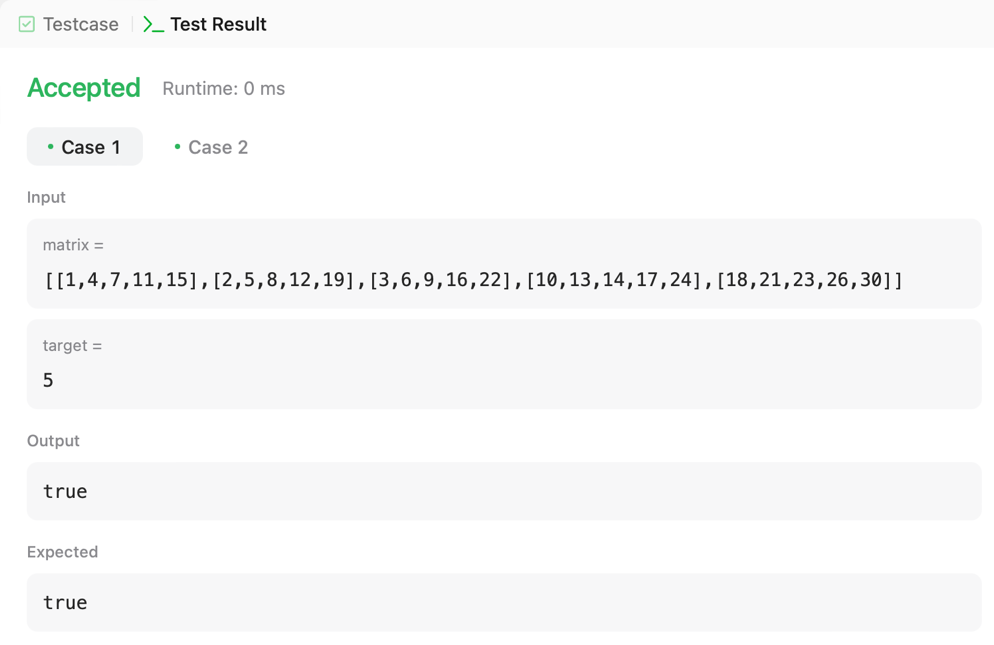 Testcase
>_ Test Result
Accepted Runtime: 0 ms
• Case 1 • Case 2
Input
matrix =
[[1,4,7,11,15],[2,5,8,12,19],[3,6,9,16,22],[10,13,14,17,24],[18,21,23,26,30]]
target =
5
Output
true
Expected
true